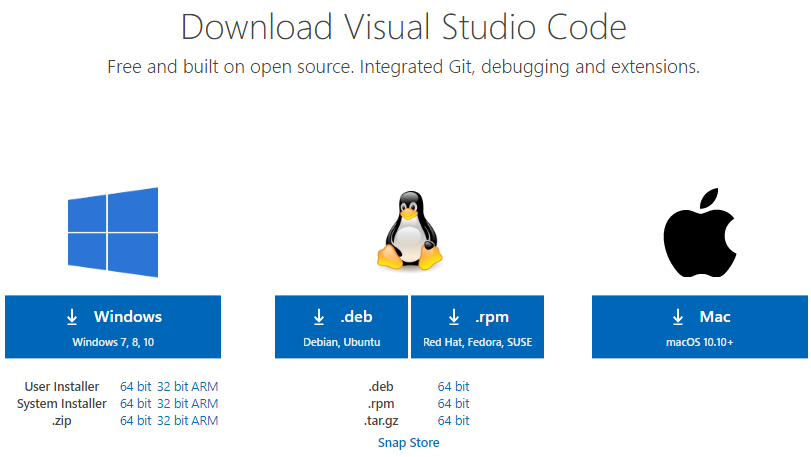 Download Visual Studio Code
Free and built on open source. Integrated Git, debugging and extensions.
Windows
Windows 7, 8, 10
.deb
Debian, Ubuntu
.rpm
Red Hat, Fedora, SUSE
Mac
macOS 10.10+
User Installer 64 bit 32 bit ARM
System Installer 64 bit 32 bit ARM
.zip 64 bit 32 bit ARM
.deb 64 bit
.rpm 64 bit
.tar.gz 64 bit
Snap Store